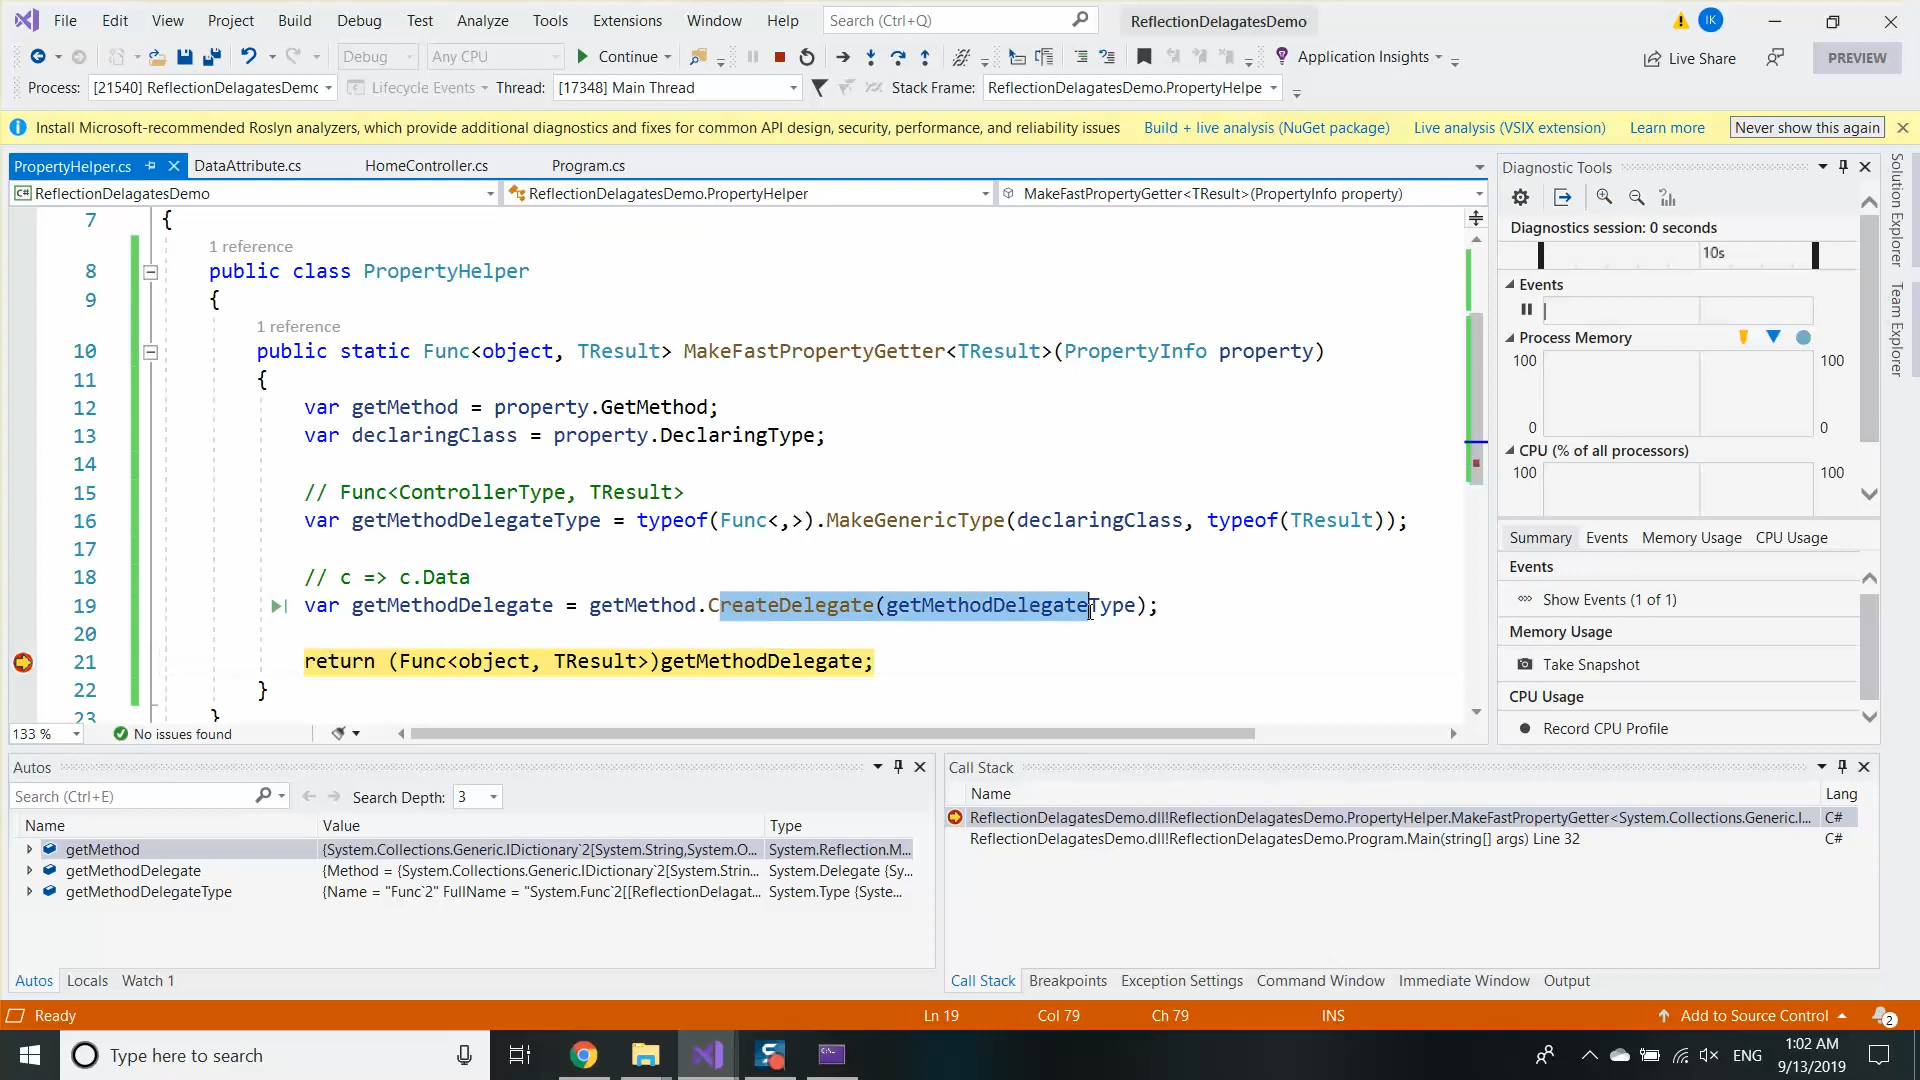 File Edit View Project Build Debug Test Analyze Tools Extensions Window Help Search (Ctrl+Q) ReflectionDelagatesDemo IK
Debug Any CPU Continue Application Insights Live Share PREVIEW
Process: [21540] ReflectionDelagatesDemo Lifecycle Events Thread: [17348] Main Thread Stack Frame: ReflectionDelagatesDemo.PropertyHelpe
Install Microsoft-recommended Roslyn analyzers, which provide additional diagnostics and fixes for common API design, security, performance, and reliability issues Build + live analysis (NuGet package) Live analysis (VSIX extension) Learn more Never show this again
PropertyHelper.cs DataAttribute.cs HomeController.cs Program.cs
ReflectionDelagatesDemo ReflectionDelagatesDemo.PropertyHelper MakeFastPropertyGetter<TResult>(PropertyInfo property)
7 {
1 reference
8 public class PropertyHelper
9 {
1 reference
10 public static Func<object, TResult> MakeFastPropertyGetter<TResult>(PropertyInfo property)
11 {
12 var getMethod = property.GetMethod;
13 var declaringClass = property.DeclaringType;
14
15 // Func<ControllerType, TResult>
16 var getMethodDelegateType = typeof(Func<,>).MakeGenericType(declaringClass, typeof(TResult));
17
18 // c => c.Data
19 var getMethodDelegate = getMethod.CreateDelegate(getMethodDelegateType);
20
21 return (Func<object, TResult>)getMethodDelegate;
22 }
23 }
133 % No issues found
Diagnostic Tools
Diagnostics session: 0 seconds
10s
Events
Process Memory
100 100
0 0
CPU (% of all processors)
100 100
Summary Events Memory Usage CPU Usage
Events
Show Events (1 of 1)
Memory Usage
Take Snapshot
CPU Usage
Record CPU Profile
Solution Explorer
Team Explorer
Autos
Search (Ctrl+E) Search Depth: 3
Name Value Type
getMethod {System.Collections.Generic.IDictionary`2[System.String,System.O... System.Reflection.M...
getMethodDelegate {Method = {System.Collections.Generic.IDictionary`2[System.Strin... System.Delegate {Sy...
getMethodDelegateType {Name = "Func`2" FullName = "System.Func`2[[ReflectionDelagat... System.Type {Syste...
Autos Locals Watch 1
Call Stack
Name Lang
ReflectionDelagatesDemo.dll!ReflectionDelagatesDemo.PropertyHelper.MakeFastPropertyGetter<System.Collections.Generic.I... C#
ReflectionDelagatesDemo.dll!ReflectionDelagatesDemo.Program.Main(string[] args) Line 32 C#
Call Stack Breakpoints Exception Settings Command Window Immediate Window Output
Ready Ln 19 Col 79 Ch 79 INS Add to Source Control 2
Type here to search ENG 1:02 AM
9/13/2019